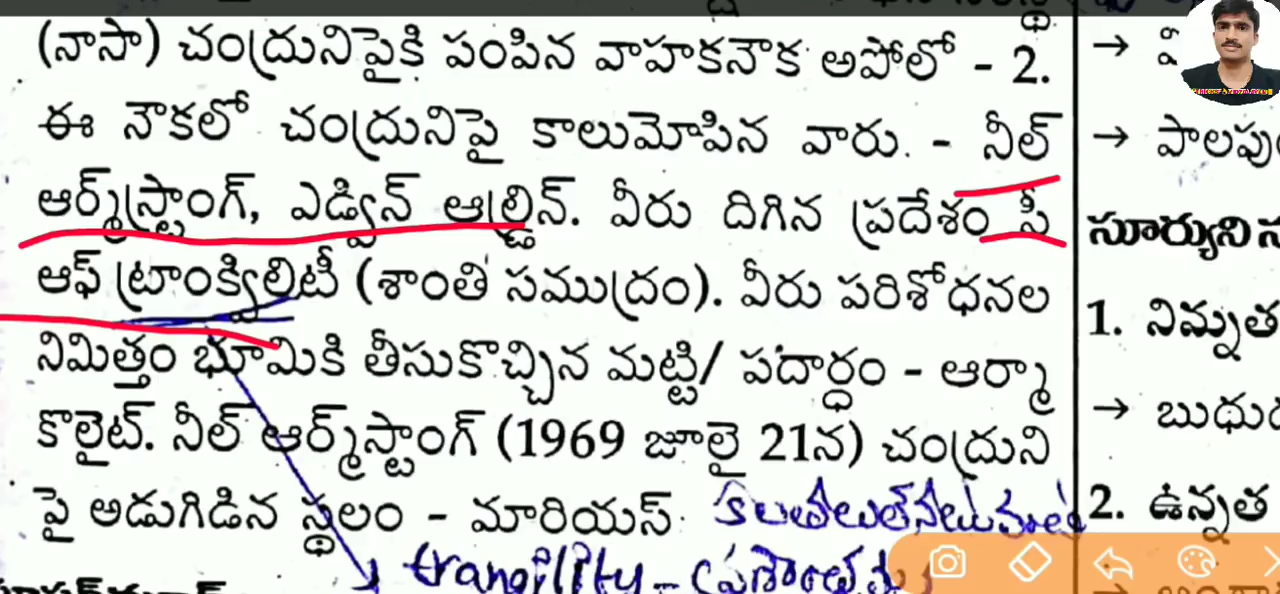 (నాసా) చంద్రునిపైకి పంపిన వాహకనౌక అపోలో - 2.
ఈ నౌకలో చంద్రునిపై కాలుమోపిన వారు. - నీల్
ఆర్మ్‌స్ట్రాంగ్, ఎడ్విన్ ఆల్డ్రిన్. వీరు దిగిన ప్రదేశం సీ
ఆఫ్ ట్రాంక్విలిటీ (శాంతి సముద్రం). వీరు పరిశోధనల
నిమిత్తం భూమికి తీసుకొచ్చిన మట్టి/ పదార్థం - ఆర్మా
కొలైట్. నీల్ ఆర్మ్‌స్ట్రాంగ్ (1969 జూలై 21న) చంద్రుని
పై అడుగిడిన స్థలం - మారియస్.
trangility -
→
→ పాలపు
సూర్యుని
1. నిమ్నత
→ బుధు
2. ఉన్నత